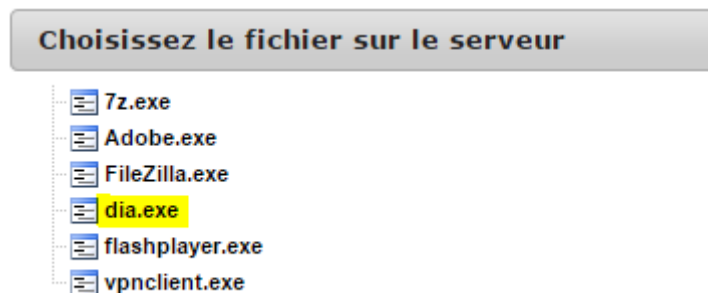 Choisissez le fichier sur le serveur
7z.exe
Adobe.exe
FileZilla.exe
dia.exe
flashplayer.exe
vpnclient.exe